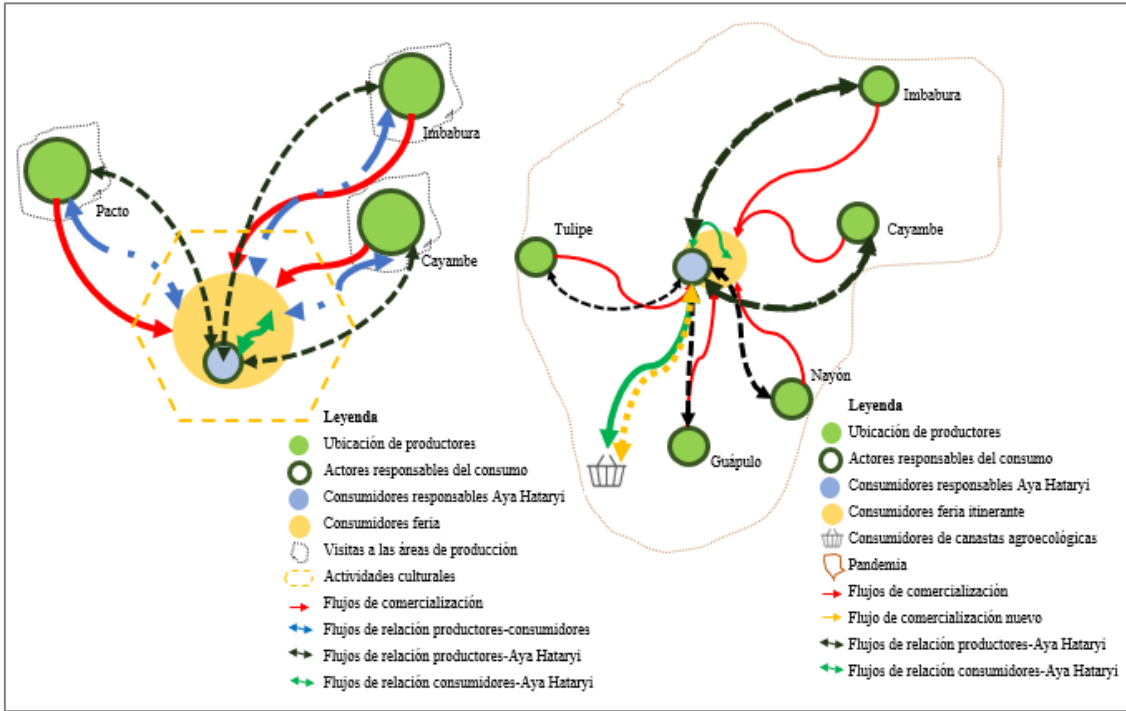 Imbabura
Pacto
Cayambe
Leyenda
Ubicación de productores
Actores responsables del consumo
Consumidores responsables Aya Hataryi
Consumidores feria
Visitas a las áreas de producción
Actividades culturales
Flujos de comercialización
Flujos de relación productores-consumidores
Flujos de relación productores-Aya Hataryi
Flujos de relación consumidores-Aya Hataryi
Imbabura
Tulipe
Cayambe
Nayón
Guápulo
Leyenda
Ubicación de productores
Actores responsables del consumo
Consumidores responsables Aya Hataryi
Consumidores feria itinerante
Consumidores de canastas agroecológicas
Pandemia
Flujos de comercialización
Flujo de comercialización nuevo
Flujos de relación productores-Aya Hataryi
Flujos de relación consumidores-Aya Hataryi